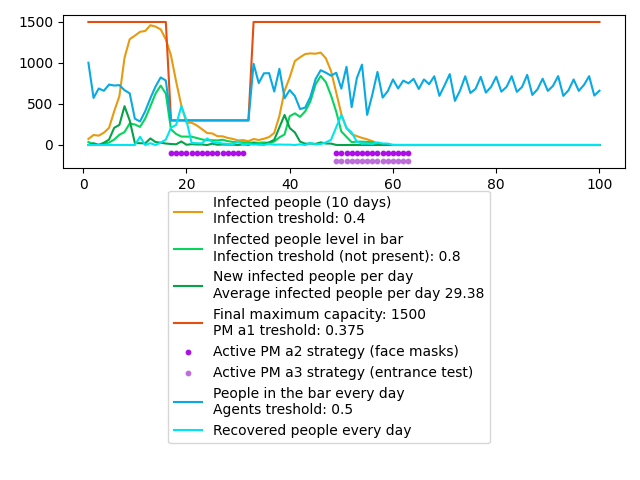 1500
1000
500
0
0
20
40
60
80
100
Infected people (10 days)
Infection treshold: 0.4
Infected people level in bar
Infection treshold (not present): 0.8
New infected people per day
Average infected people per day 29.38
Final maximum capacity: 1500
PM a1 treshold: 0.375
Active PM a2 strategy (face masks)
Active PM a3 strategy (entrance test)
People in the bar every day
Agents treshold: 0.5
Recovered people every day